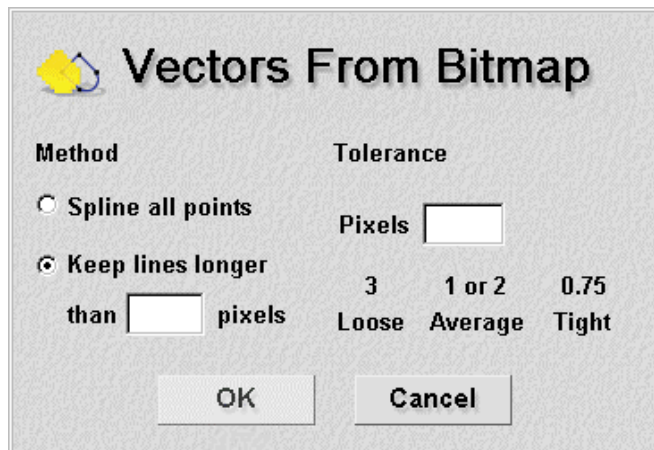 Vectors From Bitmap
Method
Spline all points
Keep lines longer
than pixels
Tolerance
Pixels
3 1 or 2 0.75
Loose Average Tight
OK Cancel